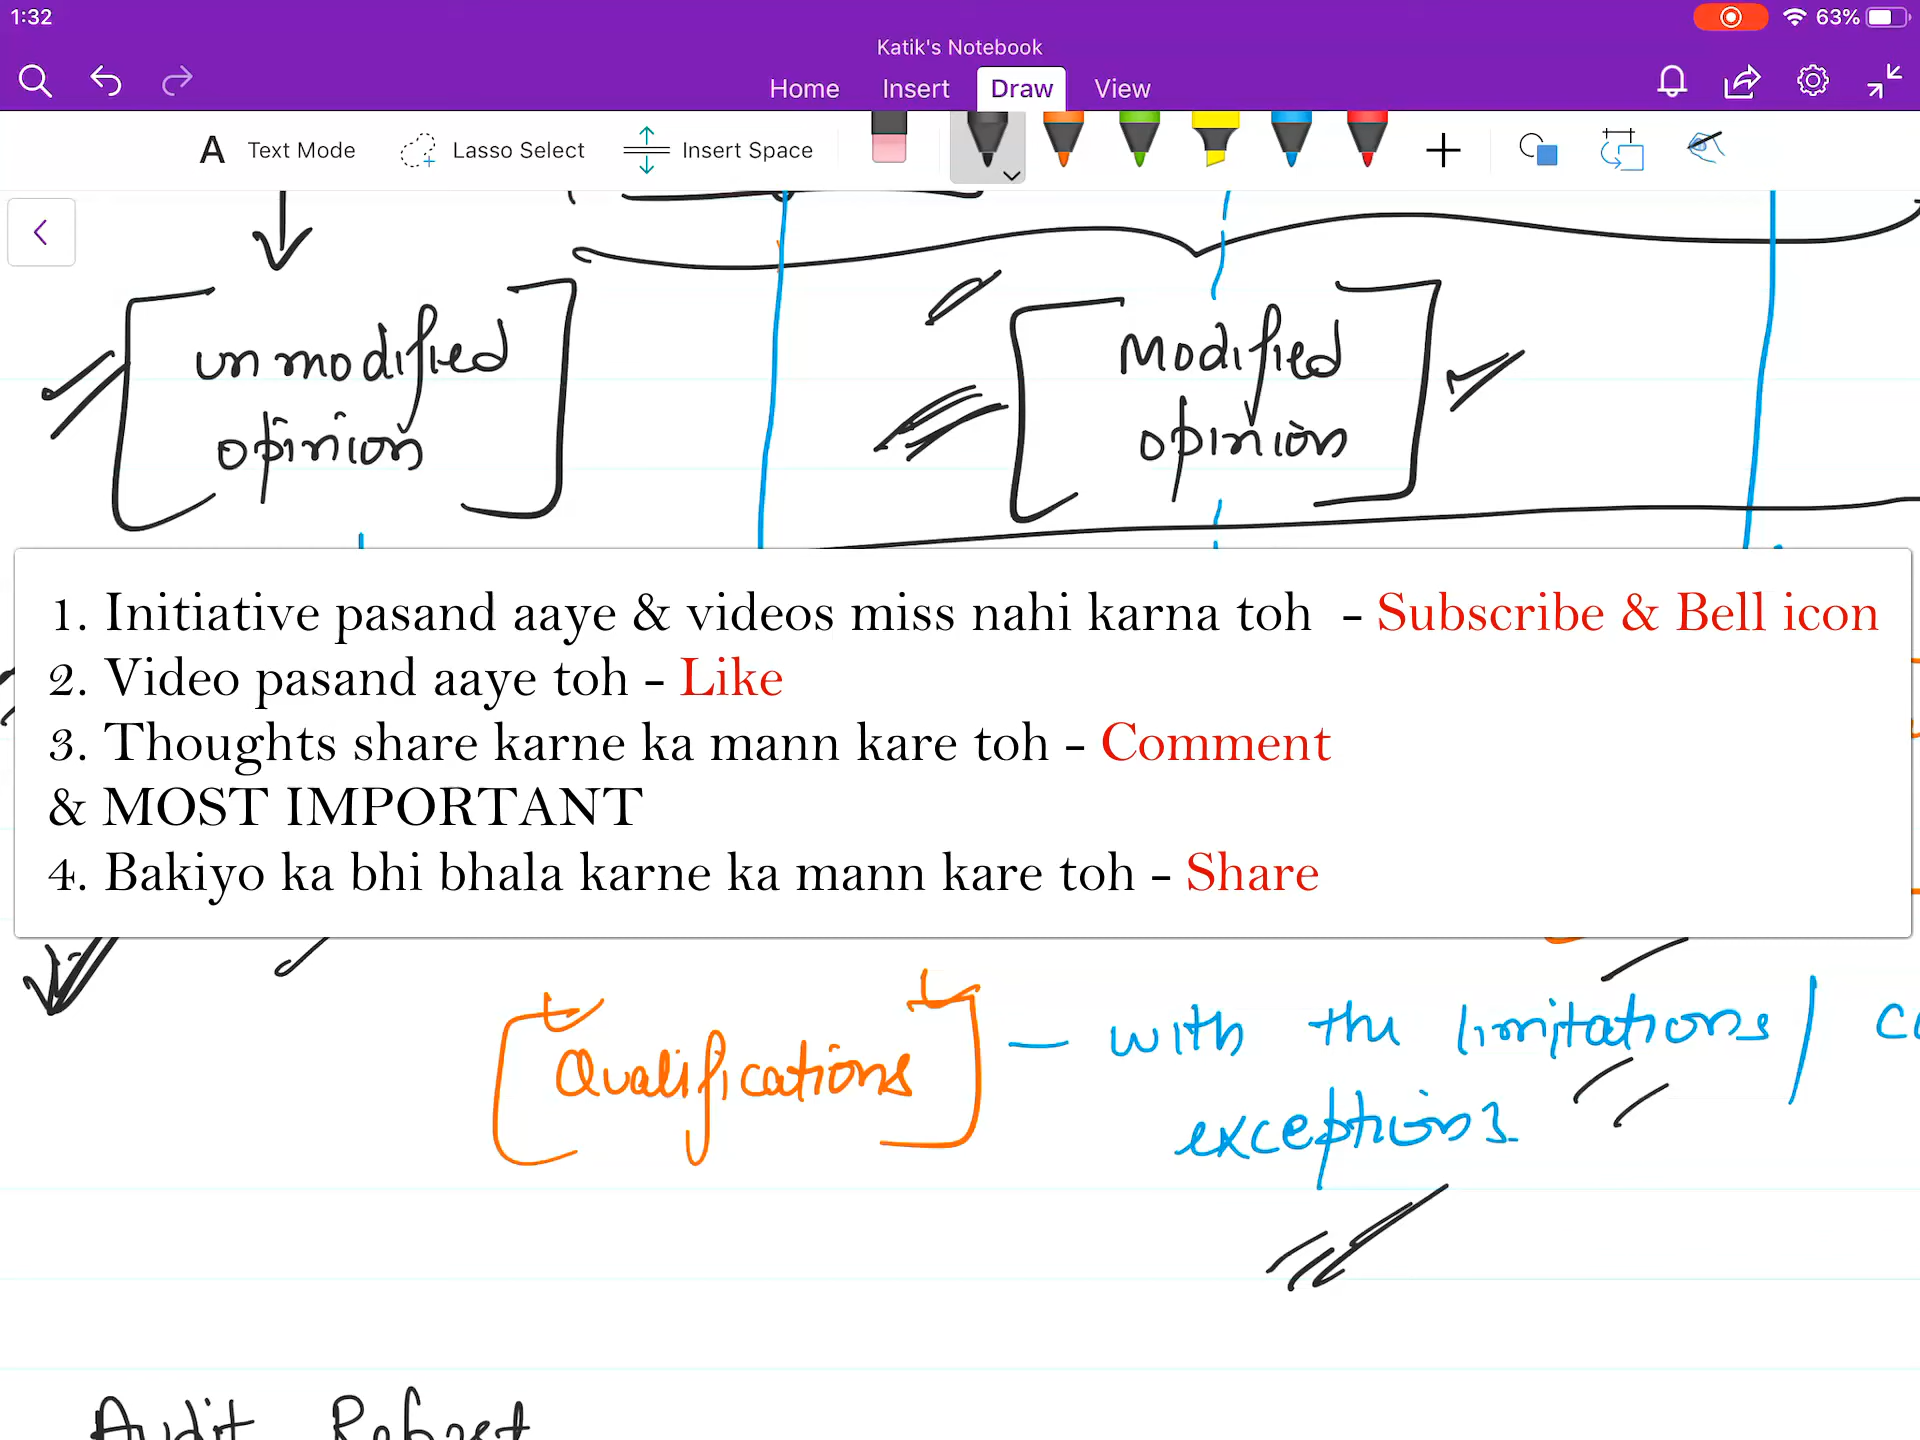 1:32
63%
Katik's Notebook
Home Insert Draw View
A Text Mode Lasso Select Insert Space
unmodified
opinion
Modified
opinion
1. Initiative pasand aaye & videos miss nahi karna toh - Subscribe & Bell icon
2. Video pasand aaye toh - Like
3. Thoughts share karne ka mann kare toh - Comment
& MOST IMPORTANT
4. Bakiyo ka bhi bhala karne ka mann kare toh - Share
Qualifications — with the limitations /
exceptions
Audit Report